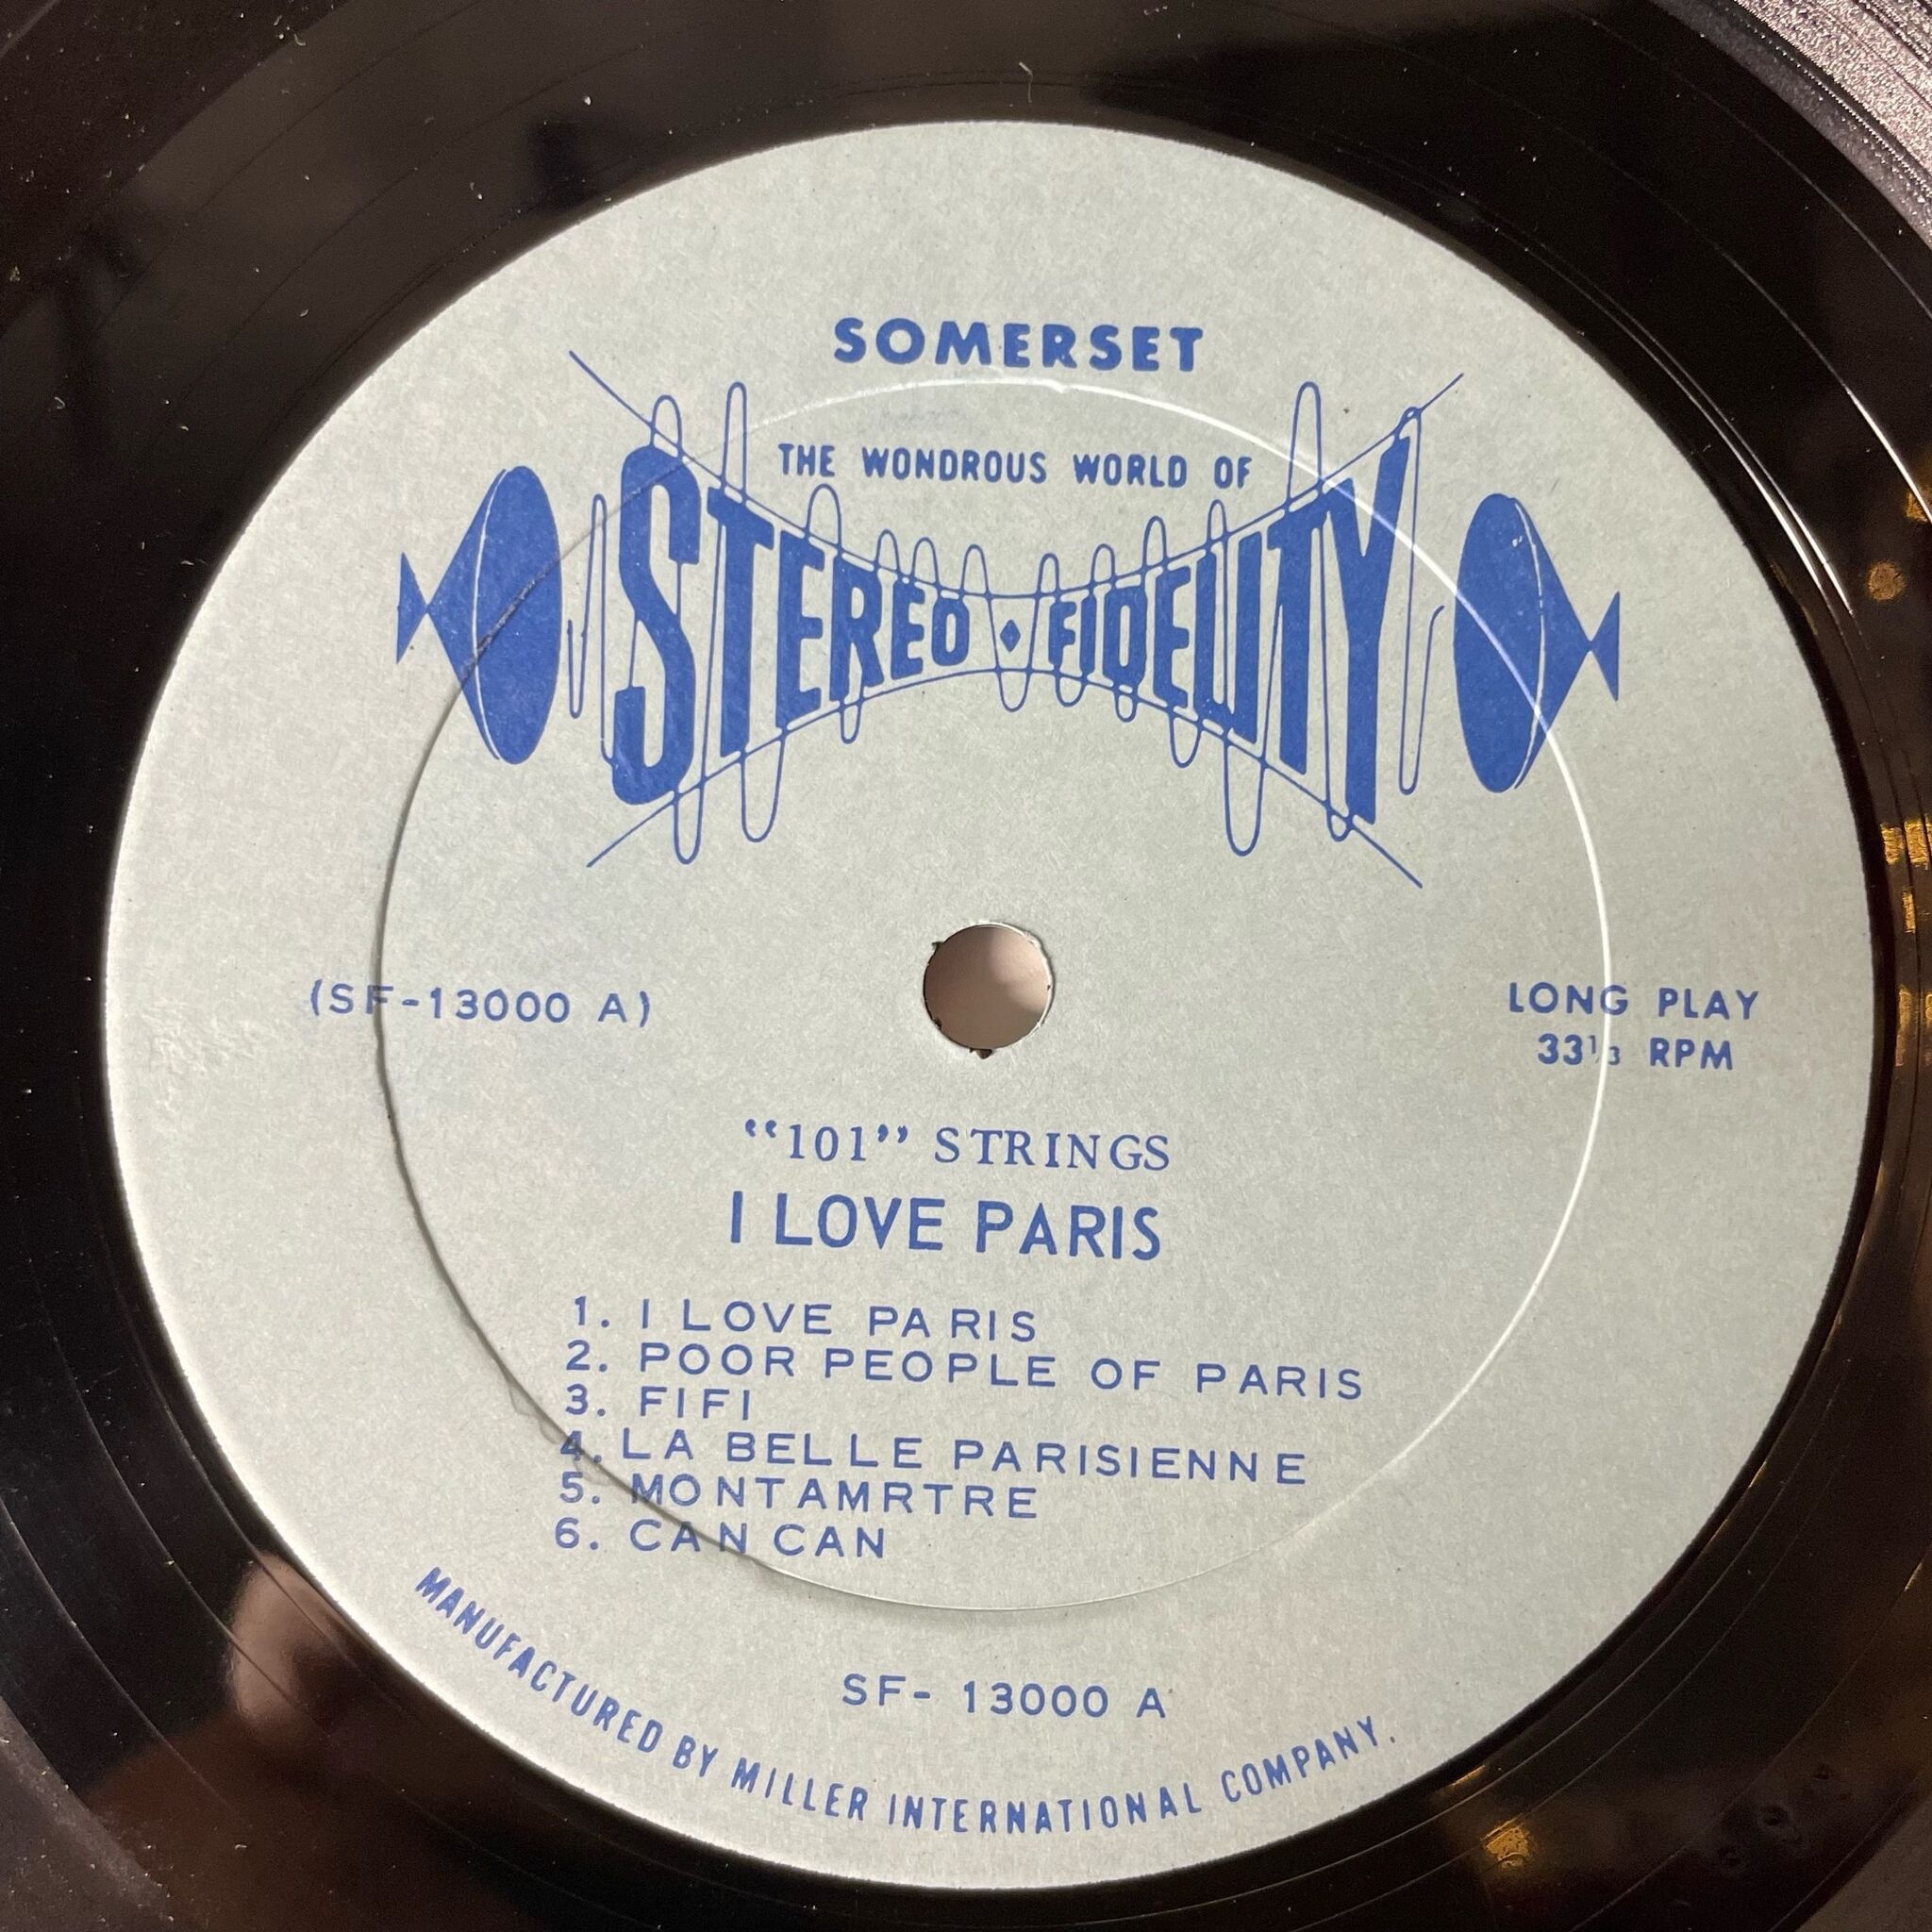 SOMERSET
THE WONDROUS WORLD OF
STEREO · FIDELITY
(SF-13000 A)
LONG PLAY
33⅓ RPM
“101” STRINGS
I LOVE PARIS
1. I LOVE PARIS
2. POOR PEOPLE OF PARIS
3. FIFI
4. LA BELLE PARISIENNE
5. MONTAMRTRE
6. CAN CAN
SF- 13000 A
MANUFACTURED BY MILLER INTERNATIONAL COMPANY.